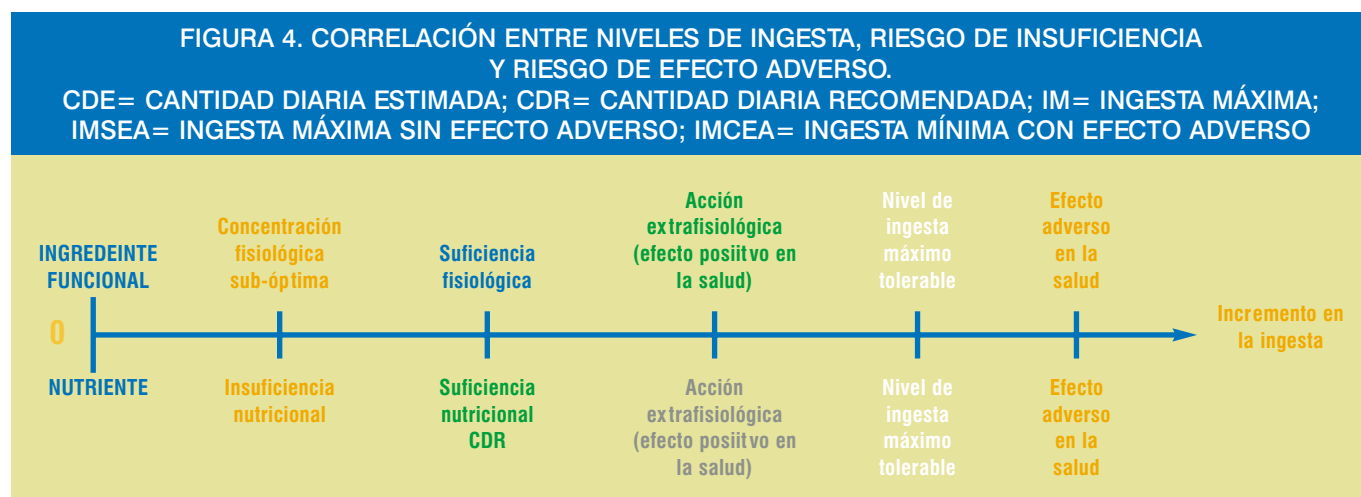 FIGURA 4. CORRELACIÓN ENTRE NIVELES DE INGESTA, RIESGO DE INSUFICIENCIA
Y RIESGO DE EFECTO ADVERSO.
CDE= CANTIDAD DIARIA ESTIMADA; CDR= CANTIDAD DIARIA RECOMENDADA; IM= INGESTA MÁXIMA;
IMSEA= INGESTA MÁXIMA SIN EFECTO ADVERSO; IMCEA= INGESTA MÍNIMA CON EFECTO ADVERSO
INGREDEINTE
FUNCIONAL
Concentración
fisiológica
sub-óptima
Suficiencia
fisiológica
Acción
extrafisiológica
(efecto posiitvo en
la salud)
Nivel de
ingesta
máximo
tolerable
Efecto
adverso
en la
salud
0
Incremento en
la ingesta
NUTRIENTE
Insuficiencia
nutricional
Suficiencia
nutricional
CDR
Acción
extrafisiológica
(efecto posiitvo en
la salud)
Nivel de
ingesta
máximo
tolerable
Efecto
adverso
en la
salud